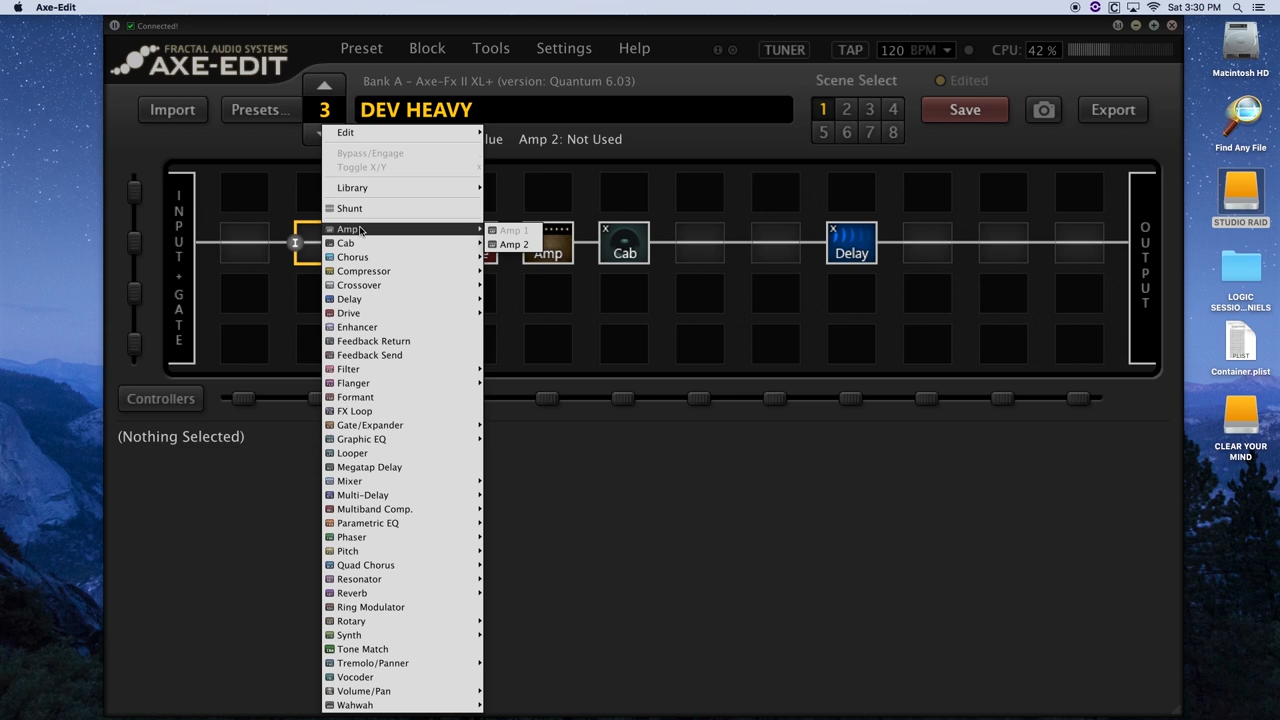 Axe-Edit
Sat 3:30 PM
Connected!
FRACTAL AUDIO SYSTEMS
AXE-EDIT
Preset
Block
Tools
Settings
Help
TUNER
TAP
120 BPM
CPU: 42 %
Bank A - Axe-Fx II XL+ (version: Quantum 6.03)
Scene Select
Edited
Import
Presets...
3
DEV HEAVY
1 2 3 4
5 6 7 8
Save
Export
lue
Amp 2: Not Used
INPUT + GATE
I
Amp
X
Cab
X
Delay
OUTPUT
Controllers
(Nothing Selected)
Edit
Bypass/Engage
Toggle X/Y
x
Library
Shunt
Amp
Amp 1
Amp 2
Cab
Chorus
Compressor
Crossover
Delay
Drive
Enhancer
Feedback Return
Feedback Send
Filter
Flanger
Formant
FX Loop
Gate/Expander
Graphic EQ
Looper
Megatap Delay
Mixer
Multi-Delay
Multiband Comp.
Parametric EQ
Phaser
Pitch
Quad Chorus
Resonator
Reverb
Ring Modulator
Rotary
Synth
Tone Match
Tremolo/Panner
Vocoder
Volume/Pan
Wahwah
Macintosh HD
Find Any File
STUDIO RAID
LOGIC
SESSIO...NIELS
PLIST
Container.plist
CLEAR YOUR
MIND